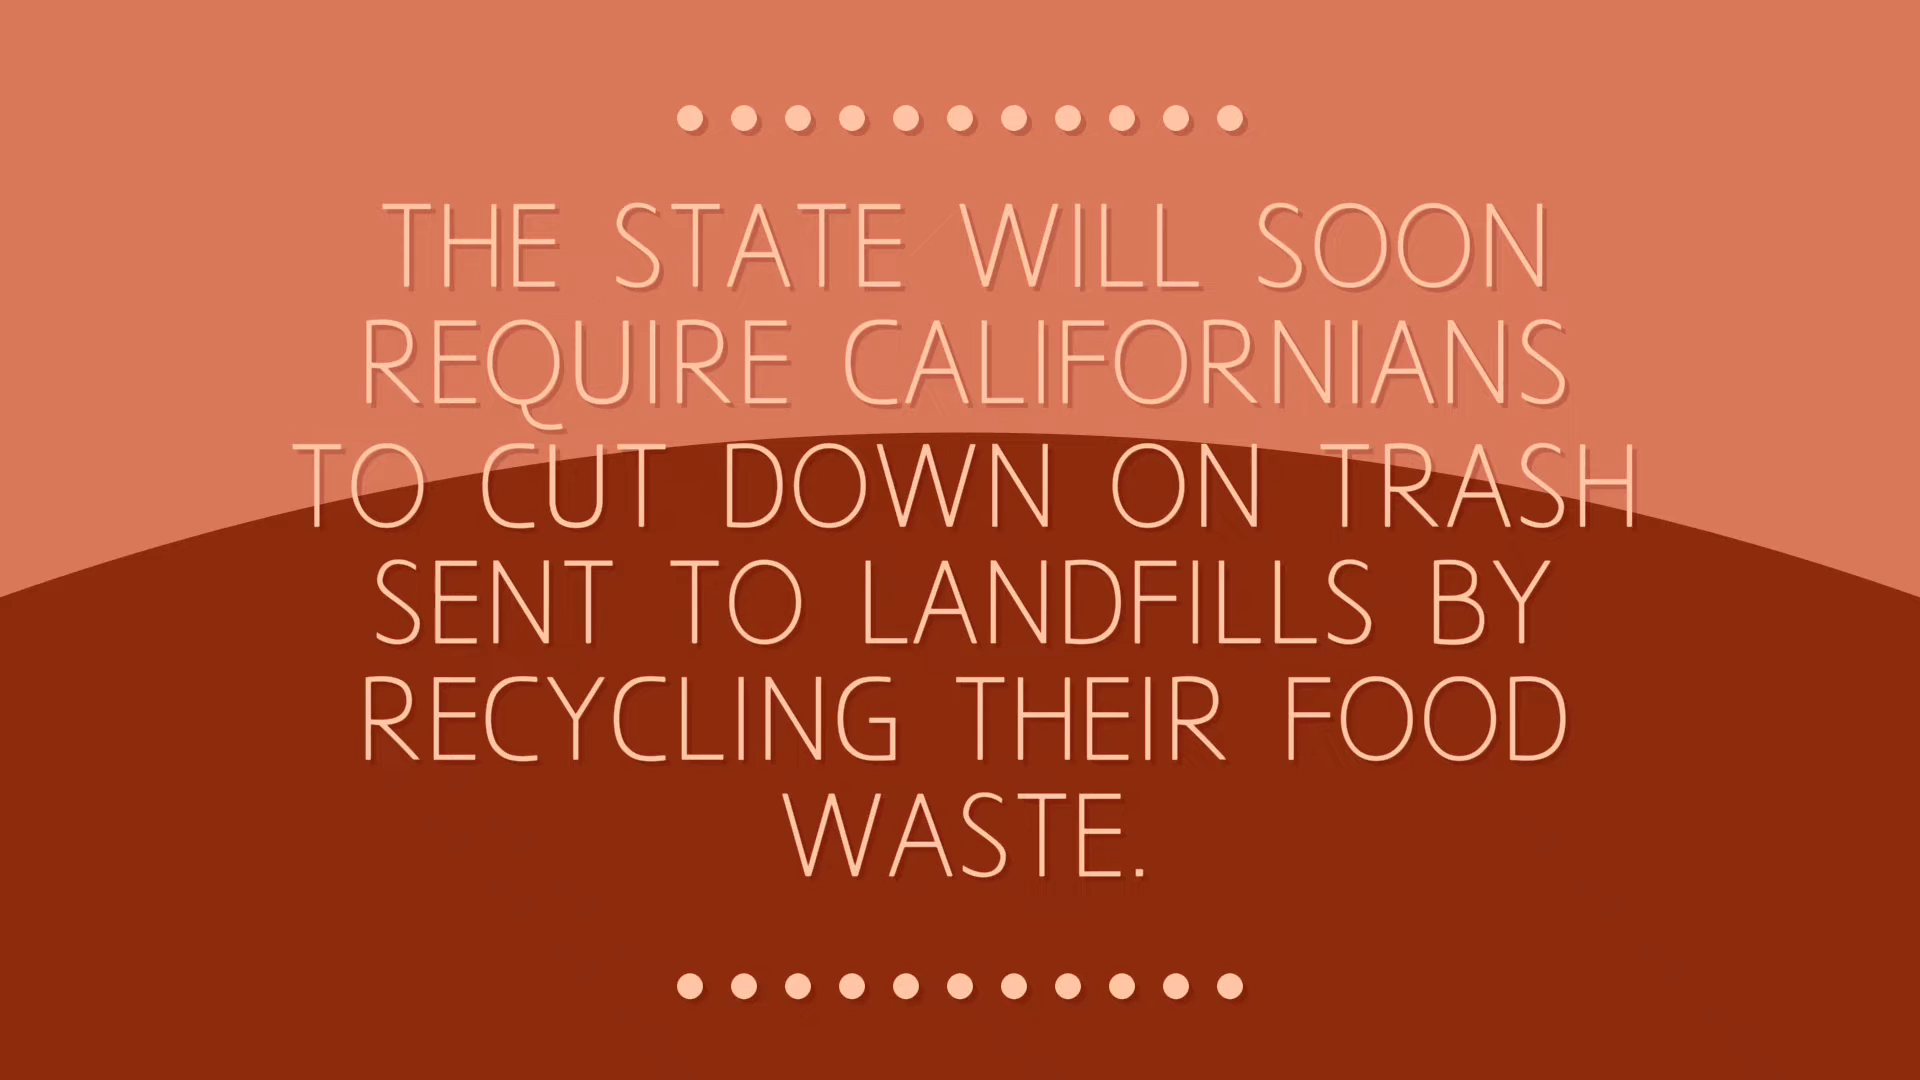 THE STATE WILL SOON
REQUIRE CALIFORNIANS
TO CUT DOWN ON TRASH
SENT TO LANDFILLS BY
RECYCLING THEIR FOOD
WASTE.